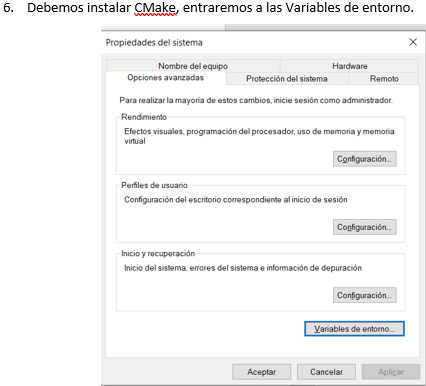 6. Debemos instalar CMake, entraremos a las Variables de entorno.
Propiedades del sistema
Nombre del equipo Hardware
Opciones avanzadas Protección del sistema Remoto
Para realizar la mayoría de estos cambios, inicie sesión como administrador.
Rendimiento
Efectos visuales, programación del procesador, uso de memoria y memoria
virtual
Configuración...
Perfiles de usuario
Configuración del escritorio correspondiente al inicio de sesión
Configuración...
Inicio y recuperación
Inicio del sistema, errores del sistema e información de depuración
Configuración...
Variables de entorno...
Aceptar Cancelar Aplicar